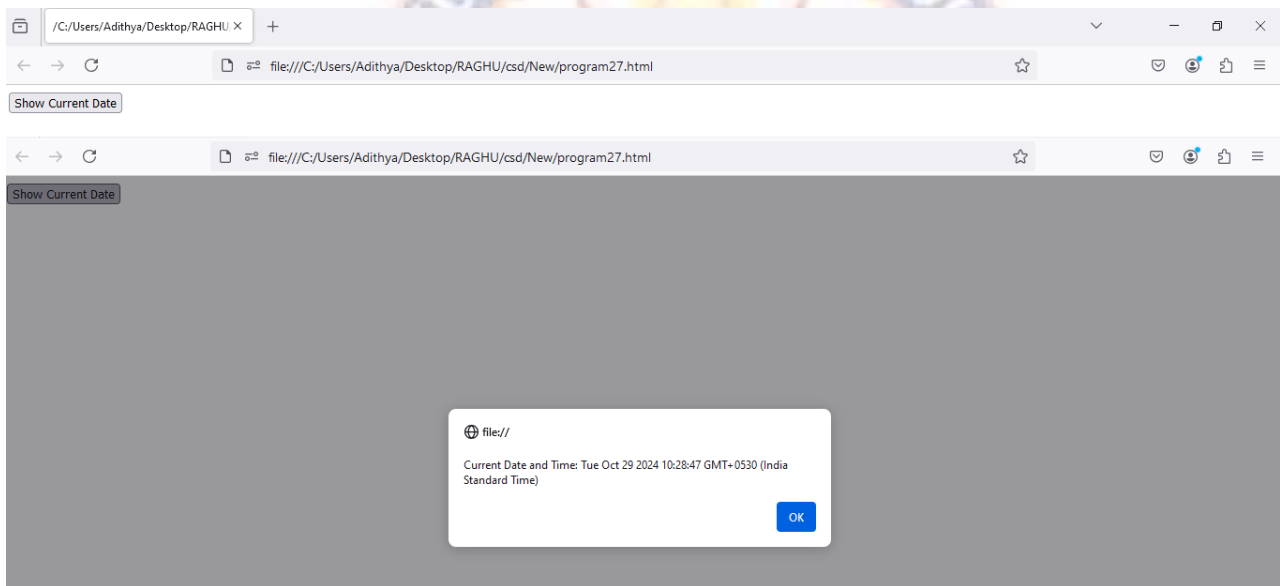 /C:/Users/Adithya/Desktop/RAGHU
file:///C:/Users/Adithya/Desktop/RAGHU/csd/New/program27.html
Show Current Date
file:///C:/Users/Adithya/Desktop/RAGHU/csd/New/program27.html
Show Current Date
file://
Current Date and Time: Tue Oct 29 2024 10:28:47 GMT+0530 (India
Standard Time)
OK